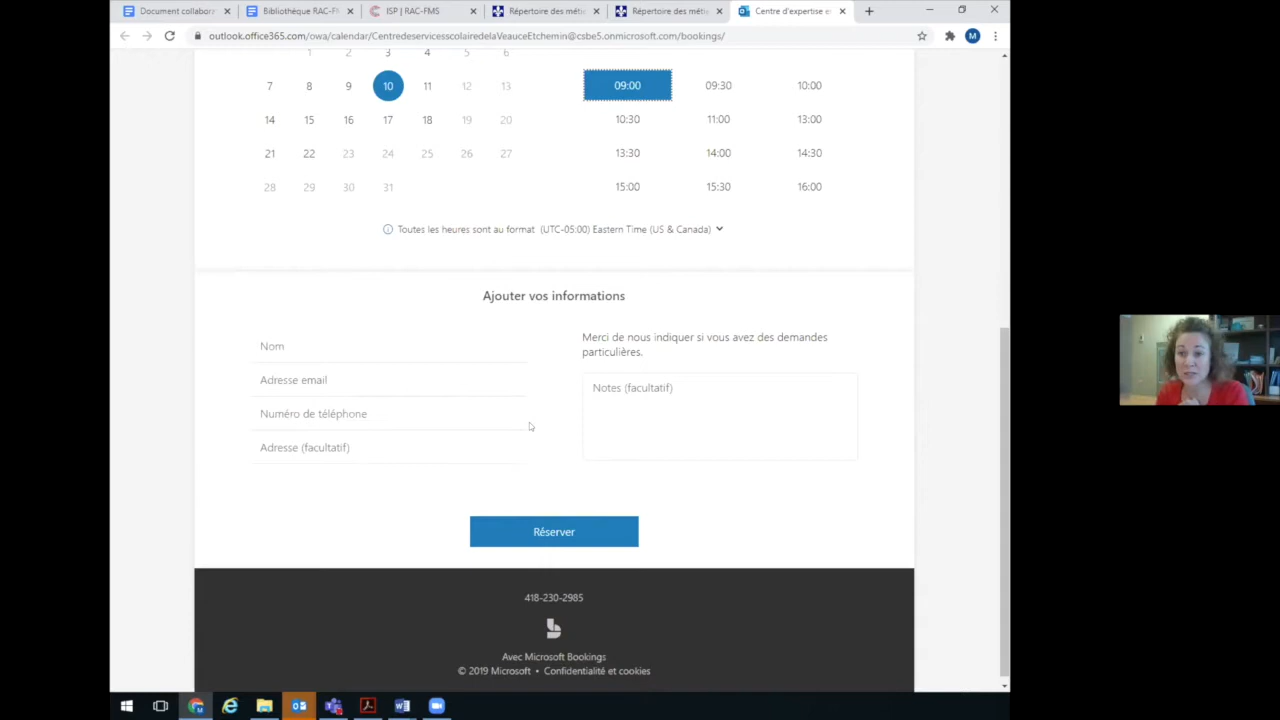 Document collabor
Bibliothèque RAC-FM
ISP | RAC-FMS
Répertoire des métie
Répertoire des métie
Centre d'expertise e
outlook.office365.com/owa/calendar/CentredeservicesscolairedelaVeauceEtchemin@csbe5.onmicrosoft.com/bookings/
M
1 2 3 4 5 6
7 8 9 10 11 12 13
14 15 16 17 18 19 20
21 22 23 24 25 26 27
28 29 30 31
09:00 09:30 10:00
10:30 11:00 13:00
13:30 14:00 14:30
15:00 15:30 16:00
Toutes les heures sont au format (UTC-05:00) Eastern Time (US & Canada)
Ajouter vos informations
Nom
Adresse email
Numéro de téléphone
Adresse (facultatif)
Merci de nous indiquer si vous avez des demandes
particulières.
Notes (facultatif)
Réserver
418-230-2985
Avec Microsoft Bookings
© 2019 Microsoft • Confidentialité et cookies